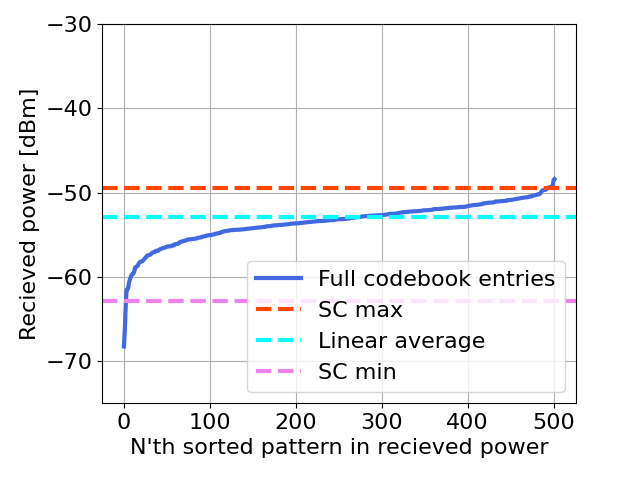 −30
−40
−50
−60
−70
Recieved power [dBm]
Full codebook entries
SC max
Linear average
SC min
0 100 200 300 400 500
N'th sorted pattern in recieved power